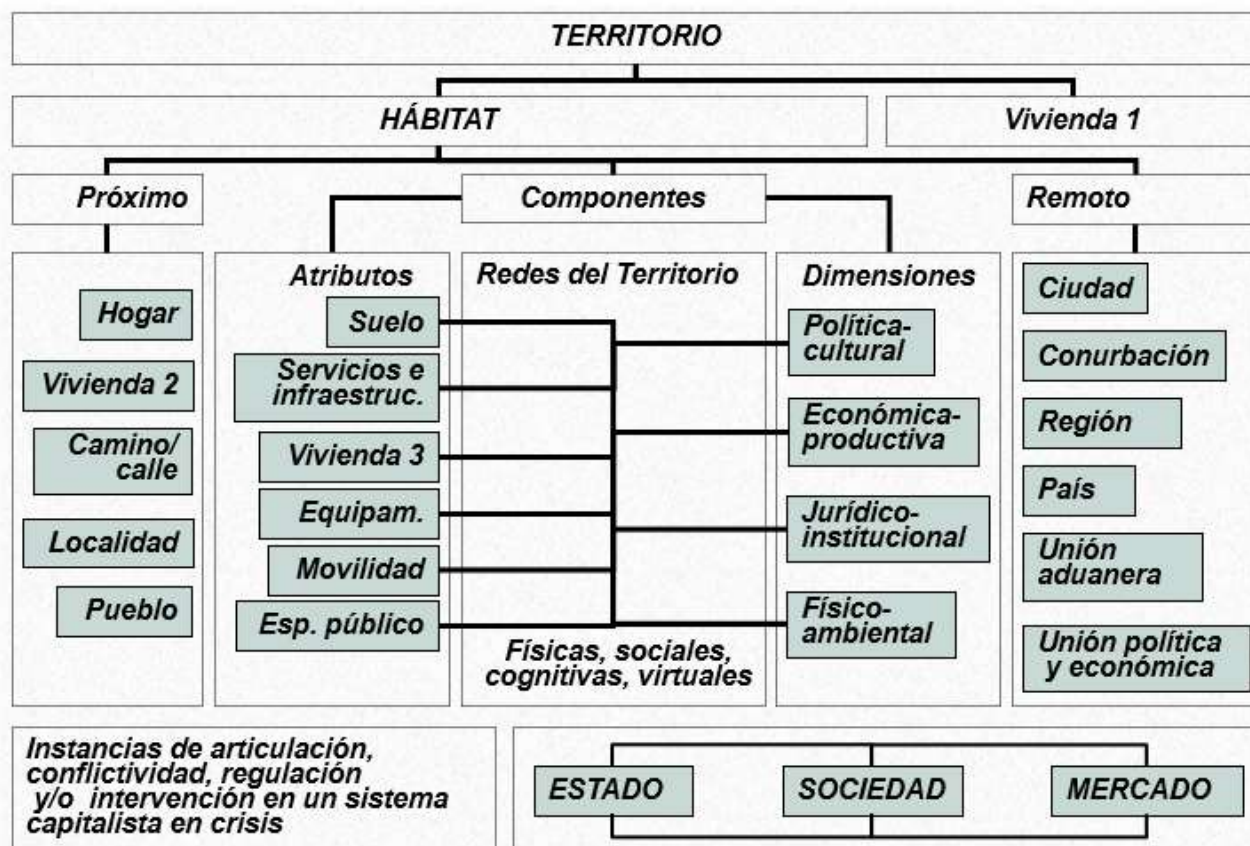 TERRITORIO
HÁBITAT
Vivienda 1
Próximo
Componentes
Remoto
Hogar
Vivienda 2
Camino/
calle
Localidad
Pueblo
Atributos
Suelo
Servicios e
infraestruc.
Vivienda 3
Equipam.
Movilidad
Esp. público
Redes del Territorio
Físicas, sociales,
cognitivas, virtuales
Dimensiones
Política-
cultural
Económica-
productiva
Jurídico-
institucional
Físico-
ambiental
Ciudad
Conurbación
Región
País
Unión
aduanera
Unión política
y económica
Instancias de articulación,
conflictividad, regulación
y/o intervención en un sistema
capitalista en crisis
ESTADO
SOCIEDAD
MERCADO